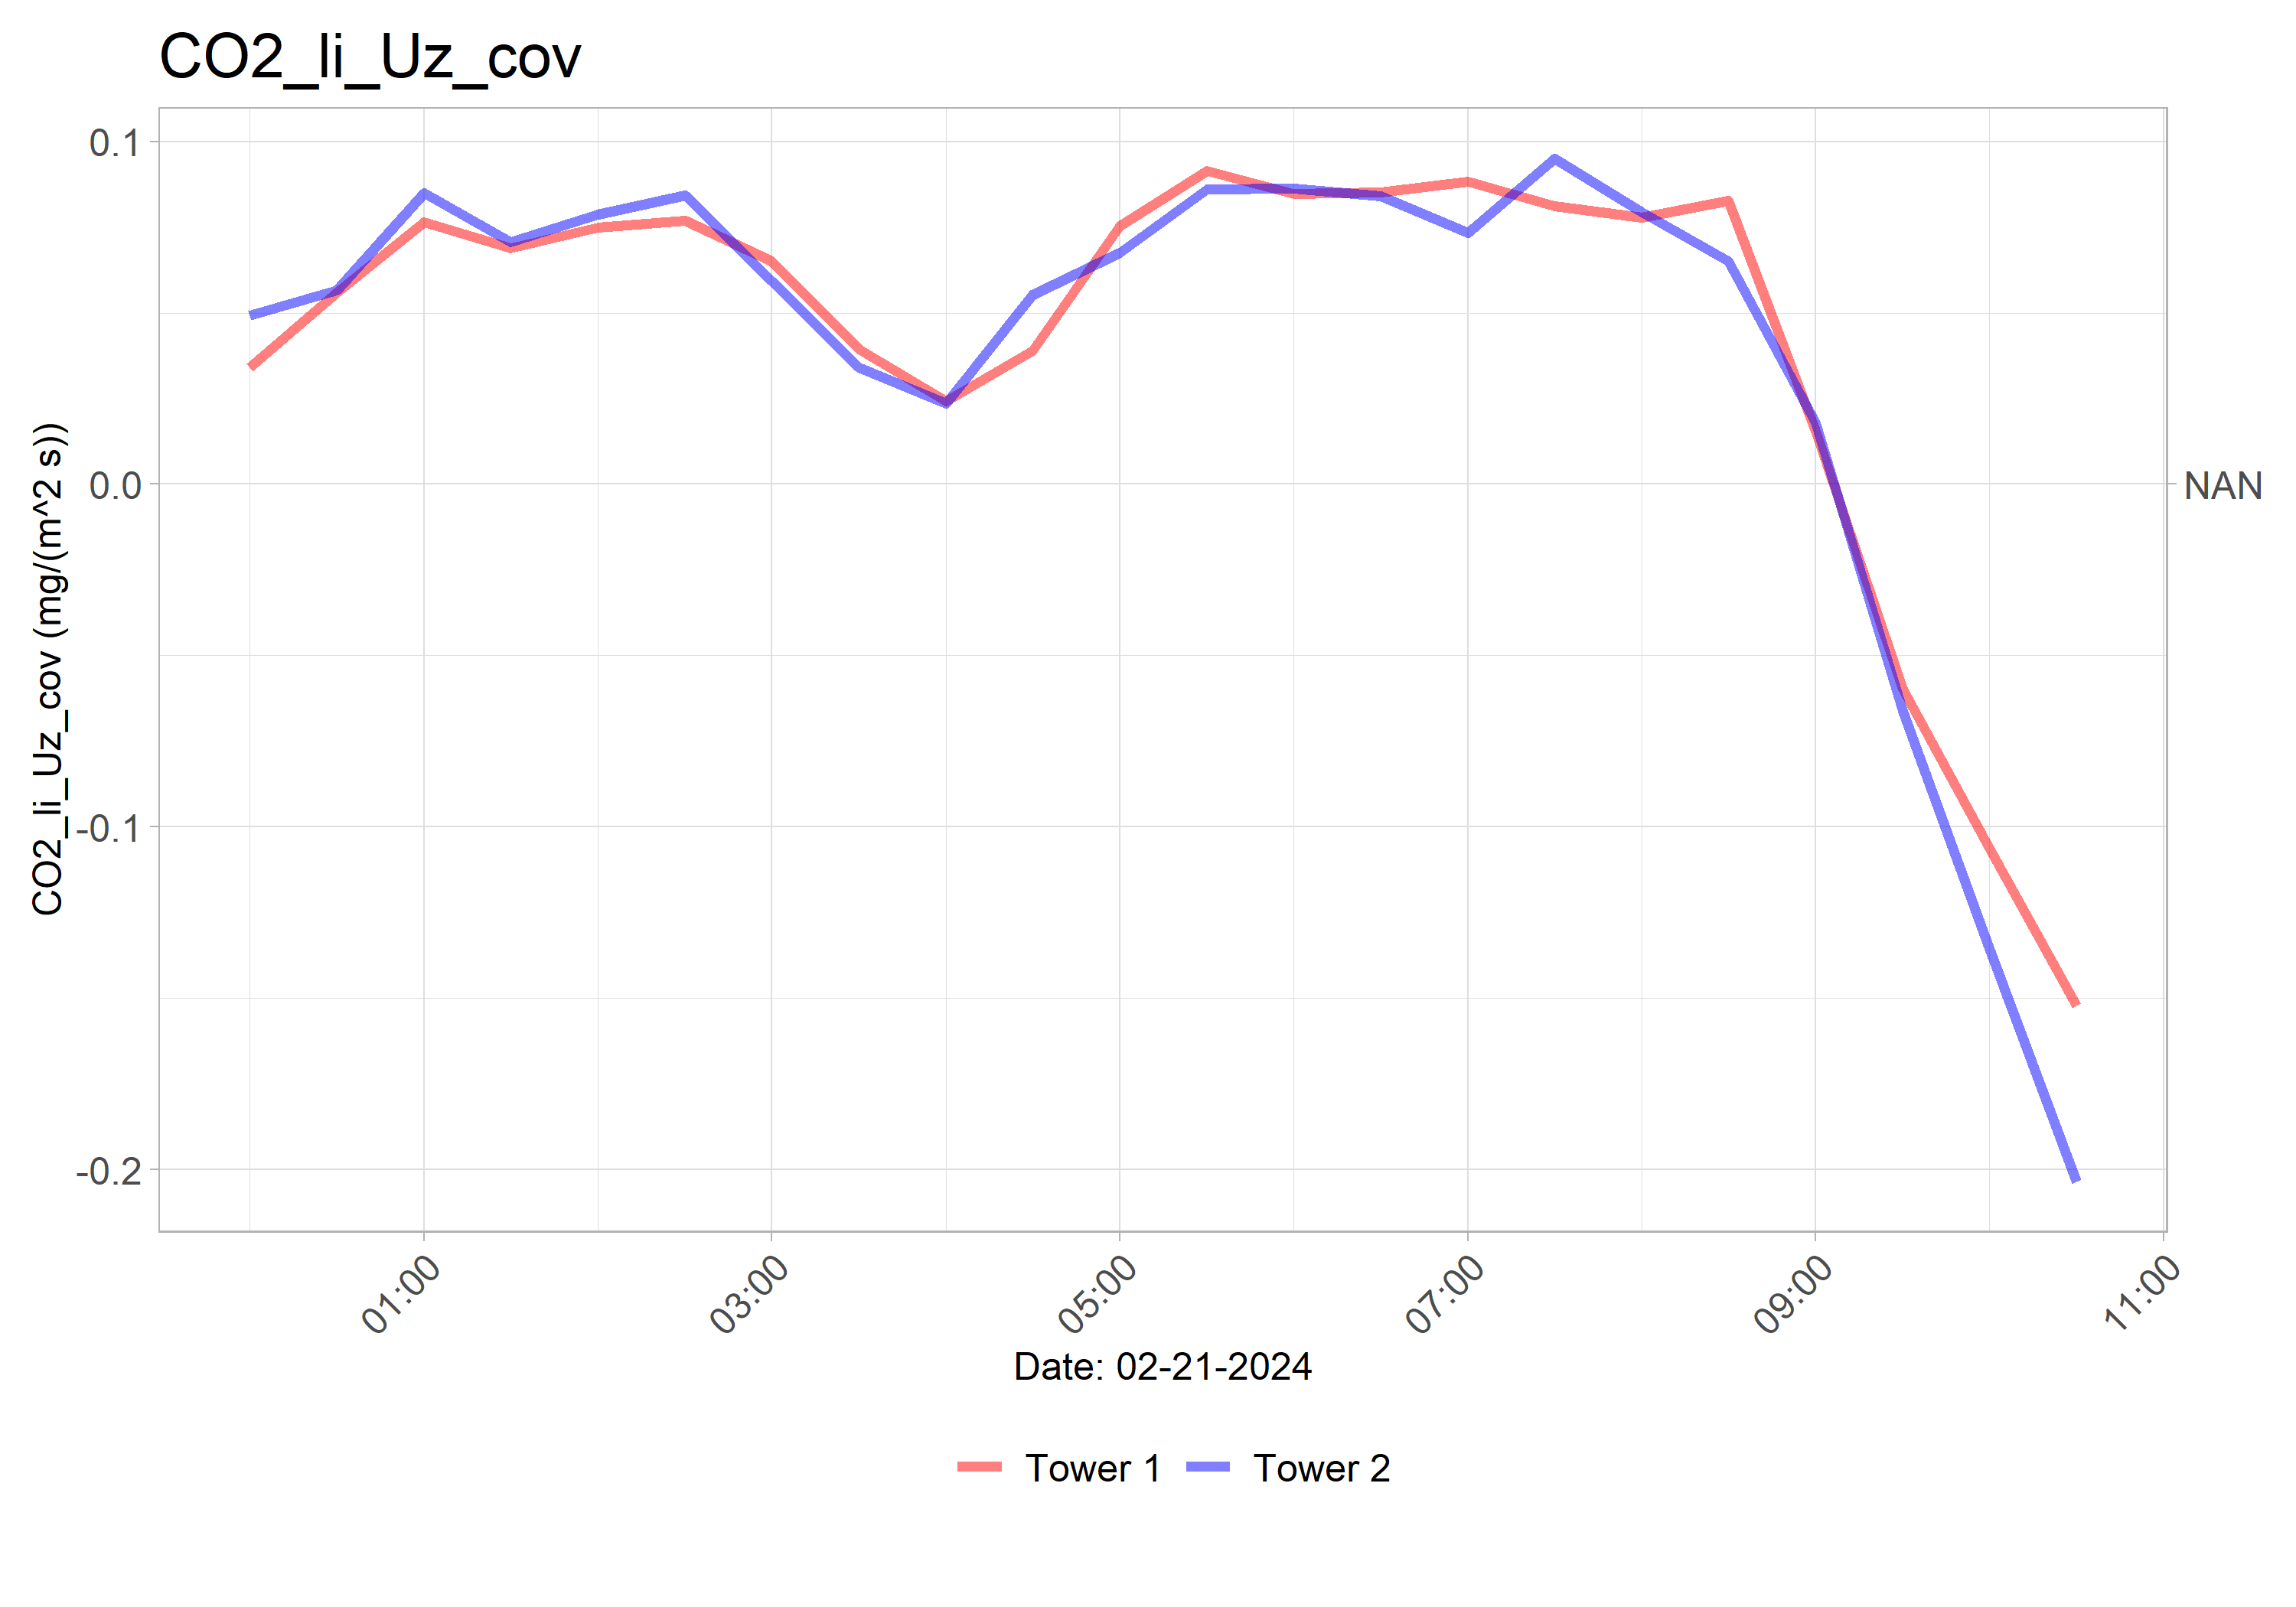 CO2_li_Uz_cov
CO2_li_Uz_cov (mg/(m^2 s))
0.1
0.0
-0.1
-0.2
NAN
01:00
03:00
05:00
07:00
09:00
11:00
Date: 02-21-2024
Tower 1
Tower 2